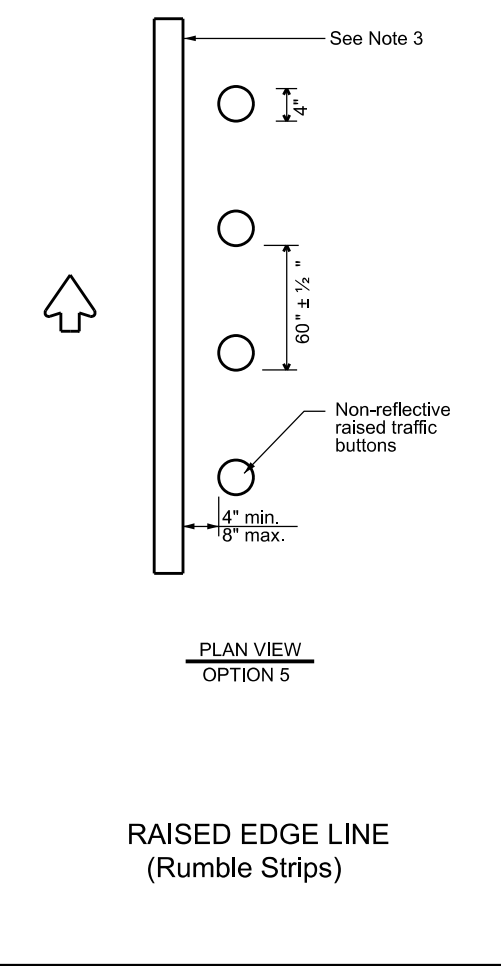 See Note 3
4"
60" ± ½ "
Non-reflective
raised traffic
buttons
4" min.
8" max.
PLAN VIEW
OPTION 5
RAISED EDGE LINE
(Rumble Strips)